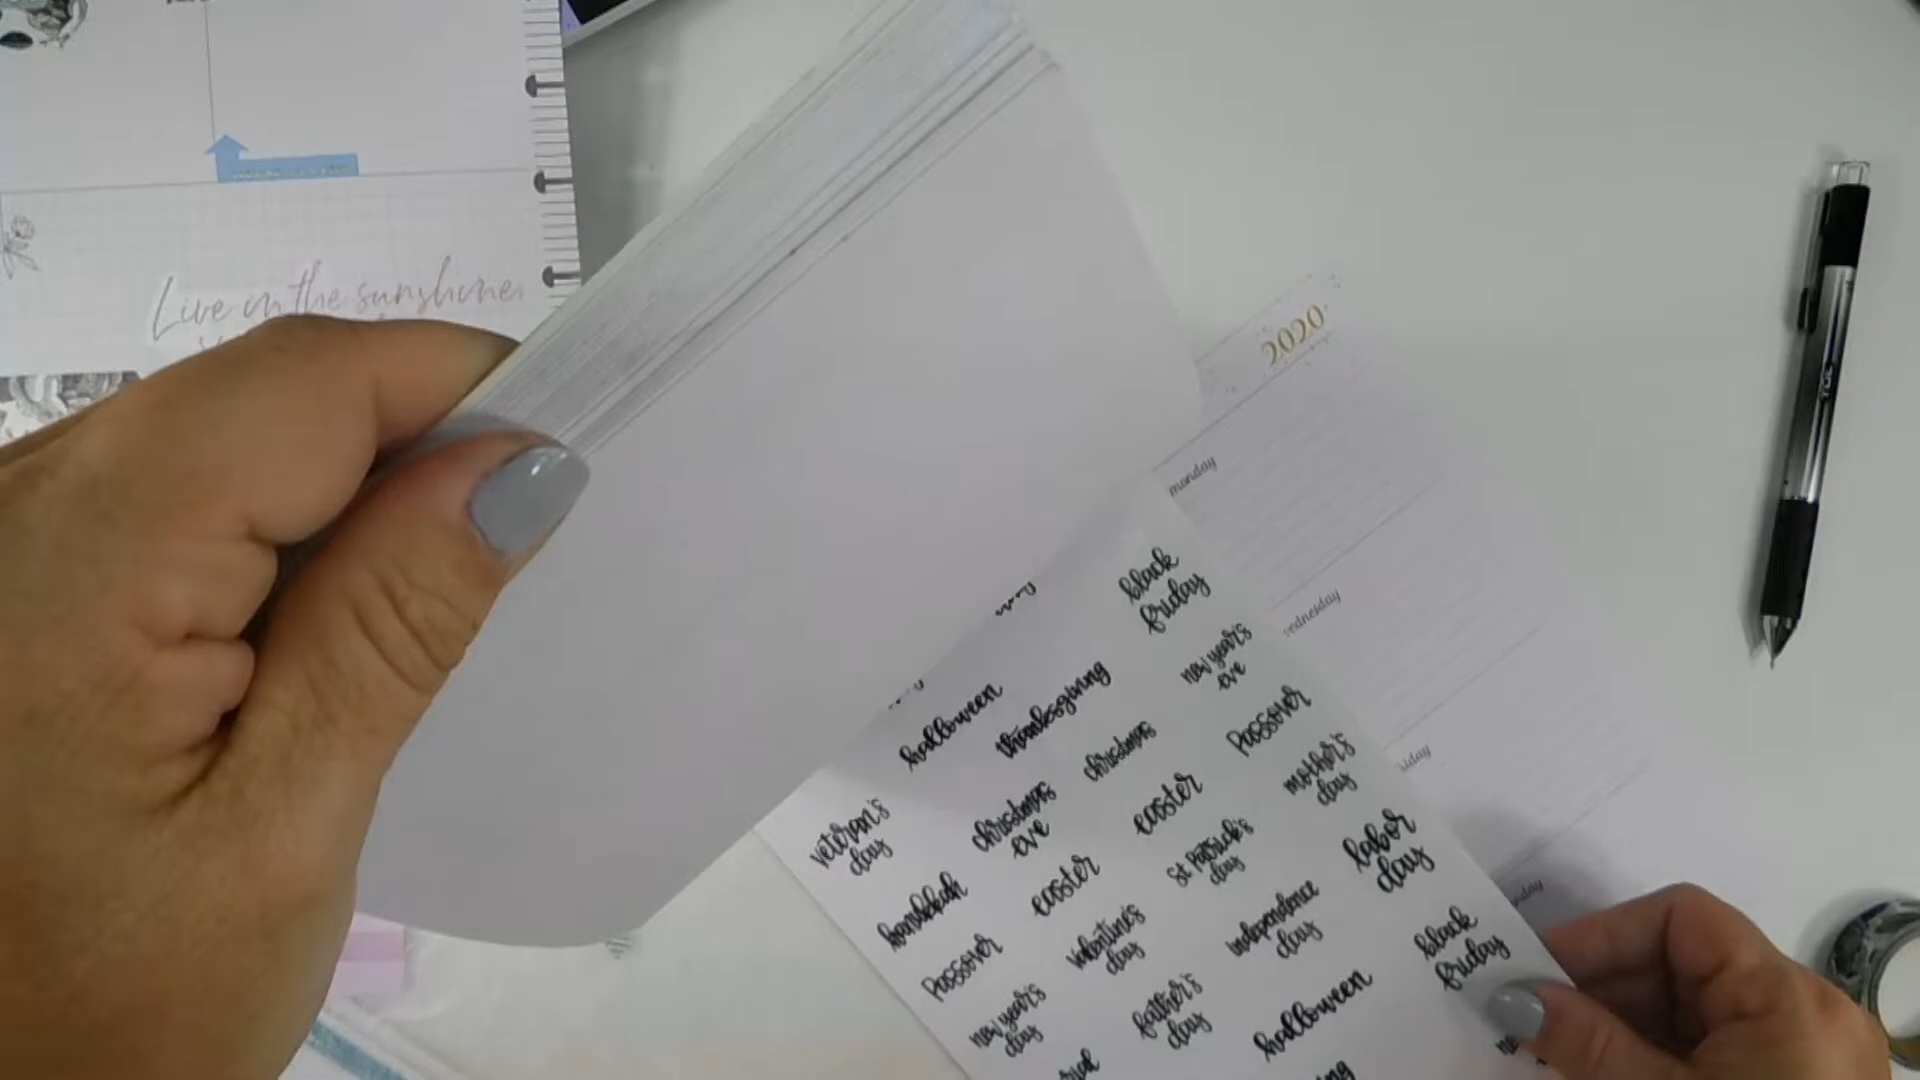 Live in the sunshine,
2020
monday
black
friday
new year's
eve
halloween
thanksgiving
christmas
Passover
mother's
day
veteran's
day
christmas
eve
easter
St Patrick's
day
labor
day
hanukkah
easter
Valentine's
day
independence
day
black
friday
Passover
father's
day
halloween
new year's
day